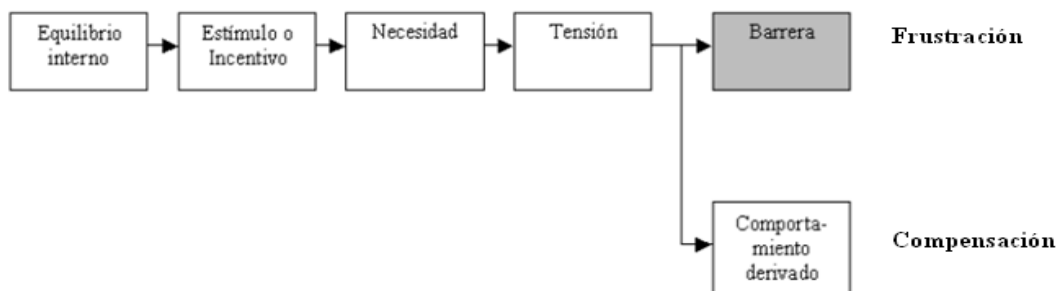 Equilibrio
interno
Estímulo o
Incentivo
Necesidad
Tensión
Barrera
Frustración
Comporta-
miento
derivado
Compensación